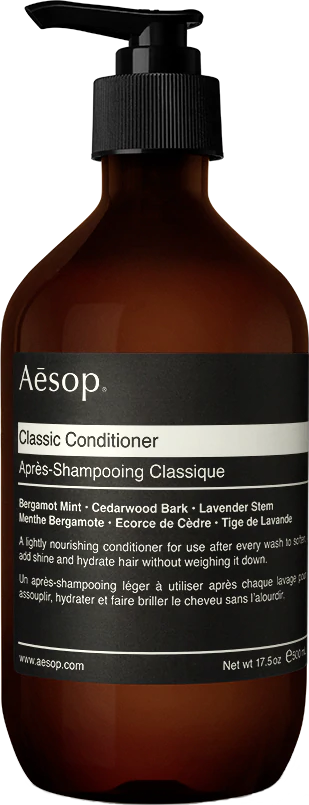 Aēsop®
Classic Conditioner
Après-Shampooing Classique
Bergamot Mint · Cedarwood Bark · Lavender Stem
Menthe Bergamote · Ecorce de Cèdre · Tige de Lavande
A lightly nourishing conditioner for use after every wash to soften,
add shine and hydrate hair without weighing it down.
Un après-shampooing léger à utiliser après chaque lavage pour
assouplir, hydrater et faire briller le cheveu sans l'alourdir.
www.aesop.com
Net wt 17.5 oz ℮500 mL